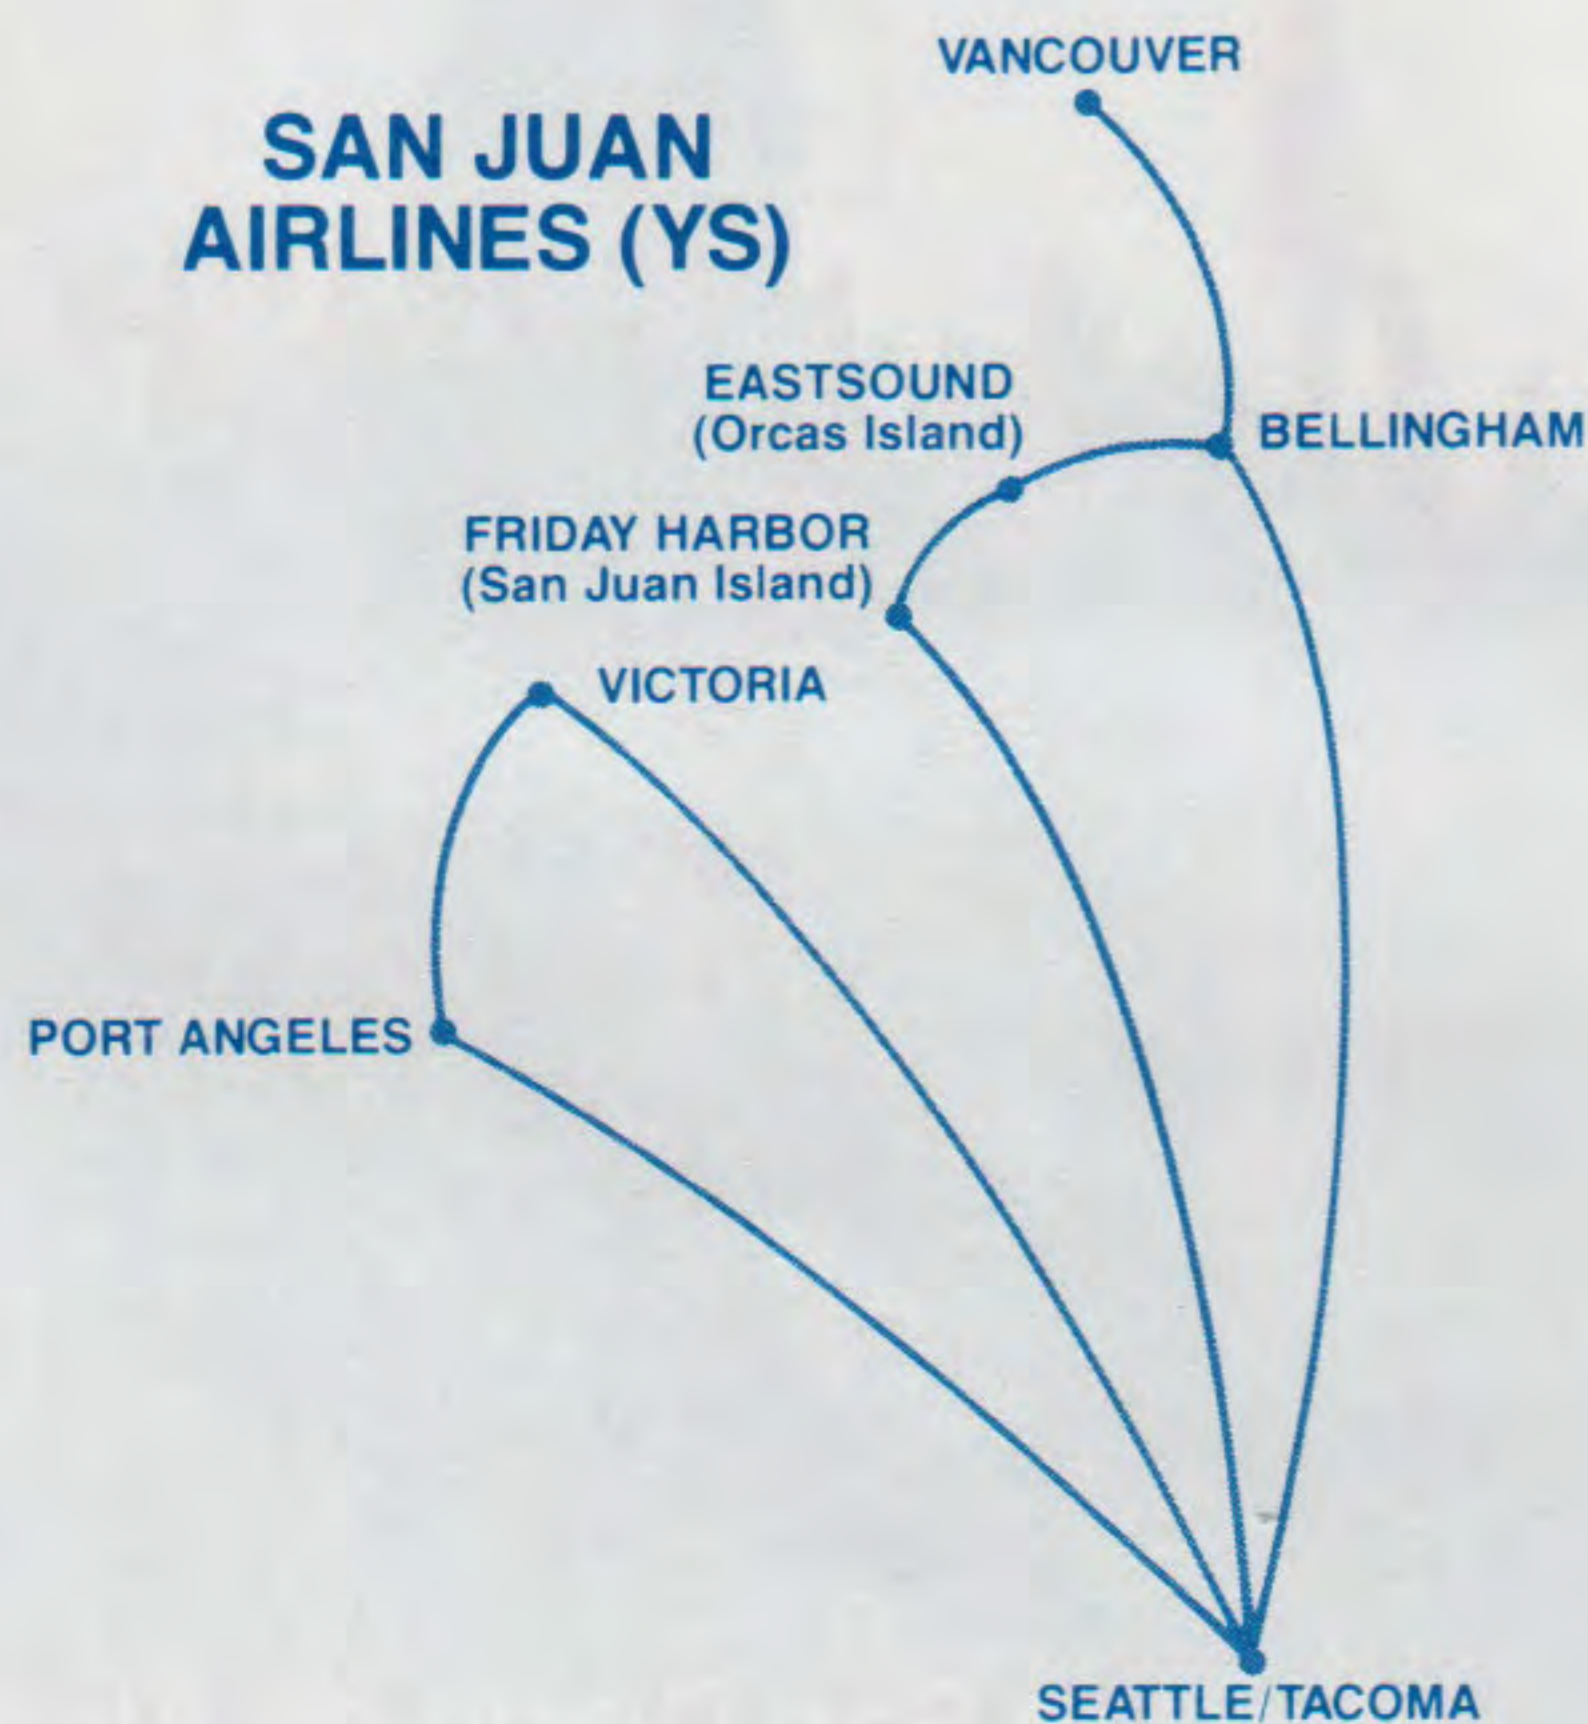 VANCOUVER
SAN JUAN
AIRLINES (YS)
EASTSOUND
(Orcas Island)
BELLINGHAM
FRIDAY HARBOR
(San Juan Island)
VICTORIA
PORT ANGELES
SEATTLE/TACOMA